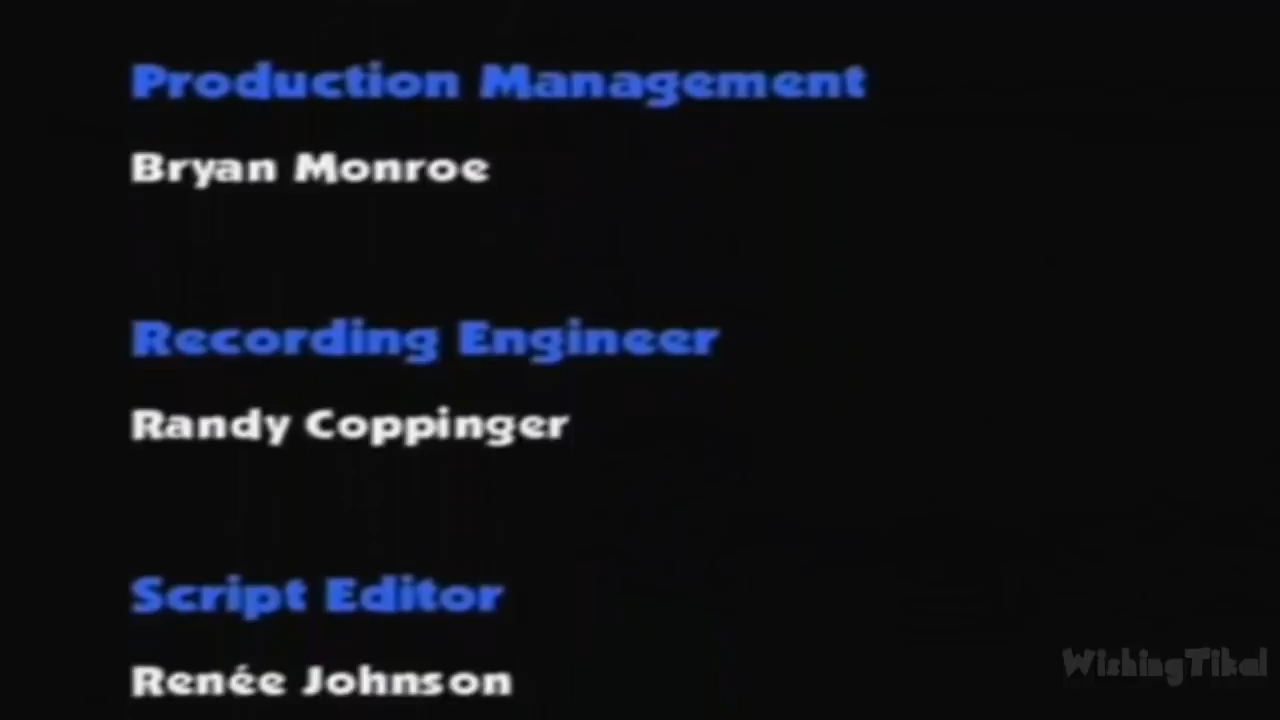 Production Management
Bryan Monroe
Recording Engineer
Randy Coppinger
Script Editor
Renée Johnson
WishingTikal